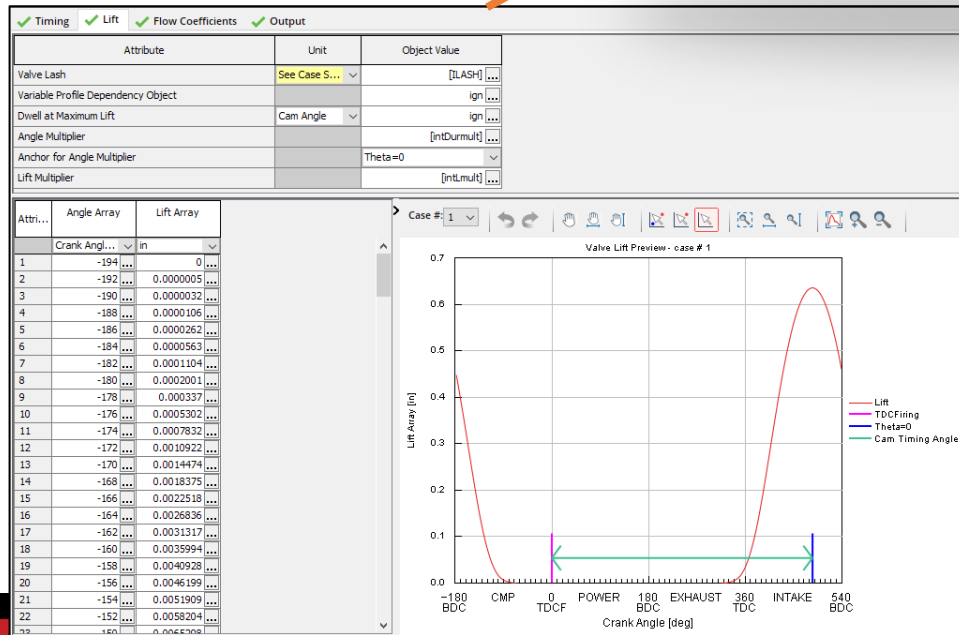 Timing Lift Flow Coefficients Output
Attribute Unit Object Value
Valve Lash See Case S... [ILASH] ...
Variable Profile Dependency Object ign ...
Dwell at Maximum Lift Cam Angle ign ...
Angle Multiplier [intDurmult] ...
Anchor for Angle Multiplier Theta=0
Lift Multiplier [intLmult] ...
Attri... Angle Array Lift Array
Crank Angl... in
1 -194 ... 0 ...
2 -192 ... 0.0000005 ...
3 -190 ... 0.0000032 ...
4 -188 ... 0.0000106 ...
5 -186 ... 0.0000262 ...
6 -184 ... 0.0000563 ...
7 -182 ... 0.0001104 ...
8 -180 ... 0.0002001 ...
9 -178 ... 0.000337 ...
10 -176 ... 0.0005302 ...
11 -174 ... 0.0007832 ...
12 -172 ... 0.0010922 ...
13 -170 ... 0.0014474 ...
14 -168 ... 0.0018375 ...
15 -166 ... 0.0022518 ...
16 -164 ... 0.0026836 ...
17 -162 ... 0.0031317 ...
18 -160 ... 0.0035994 ...
19 -158 ... 0.0040928 ...
20 -156 ... 0.0046199 ...
21 -154 ... 0.0051909 ...
22 -152 ... 0.0058204 ...
Case #: 1
Valve Lift Preview - case # 1
0.7
0.6
0.5
0.4
0.3
0.2
0.1
0.0
Lift Array [in]
-180 CMP 0 POWER 180 EXHAUST 360 INTAKE 540
BDC TDCF BDC TDC BDC
Crank Angle [deg]
Lift
TDCFiring
Theta=0
Cam Timing Angle